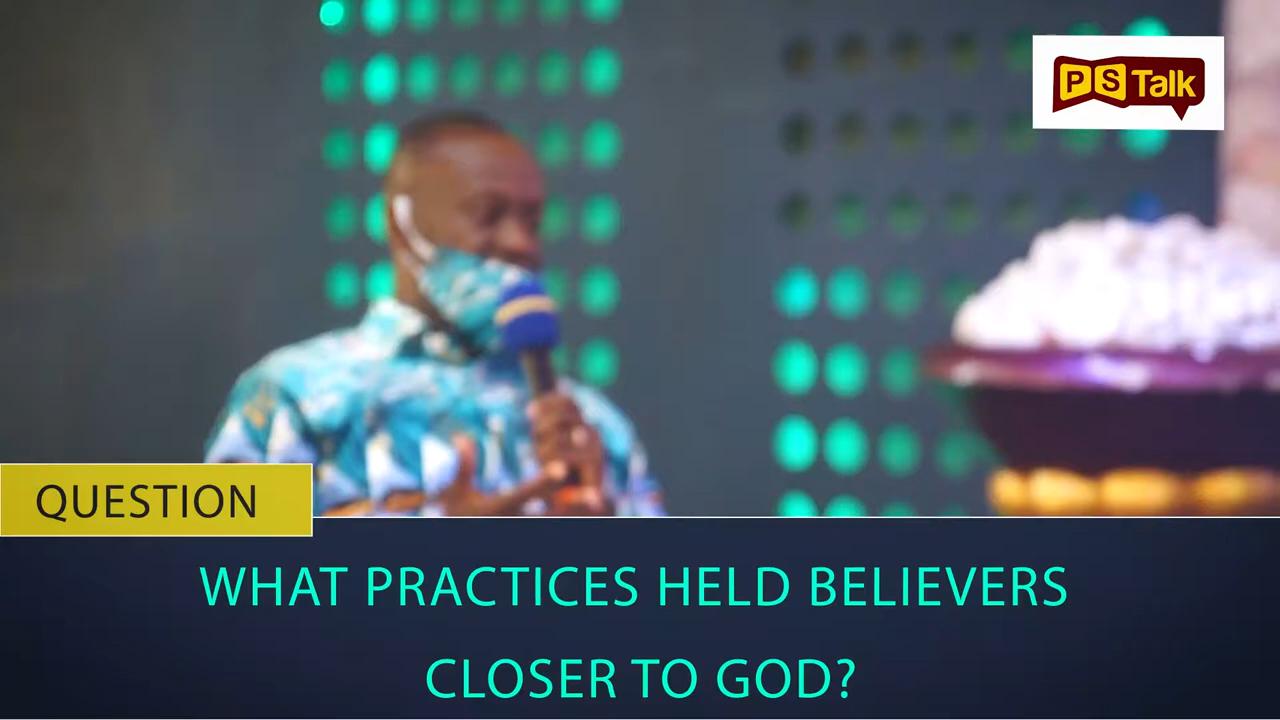 PS Talk
QUESTION
WHAT PRACTICES HELD BELIEVERS
CLOSER TO GOD?